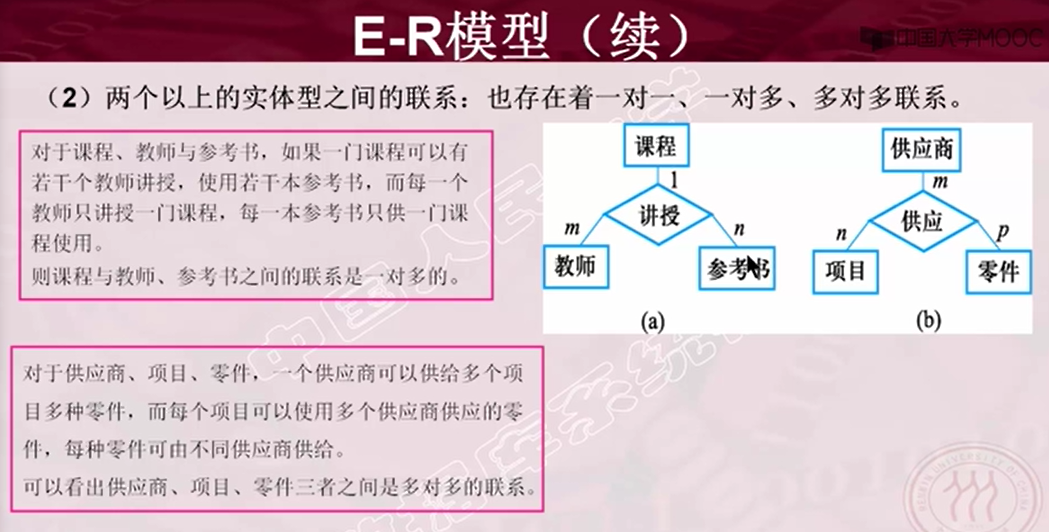 E-R模型（续）
中国大学MOOC
（2）两个以上的实体型之间的联系：也存在着一对一、一对多、多对多联系。
对于课程、教师与参考书，如果一门课程可以有
若干个教师讲授，使用若干本参考书，而每一个
教师只讲授一门课程，每一本参考书只供一门课
程使用。
则课程与教师、参考书之间的联系是一对多的。
课程
1
讲授
m
n
教师
参考书
(a)
供应商
m
供应
n
p
项目
零件
(b)
对于供应商、项目、零件，一个供应商可以供给多个项
目多种零件，而每个项目可以使用多个供应商供应的零
件，每种零件可由不同供应商供给。
可以看出供应商、项目、零件三者之间是多对多的联系。